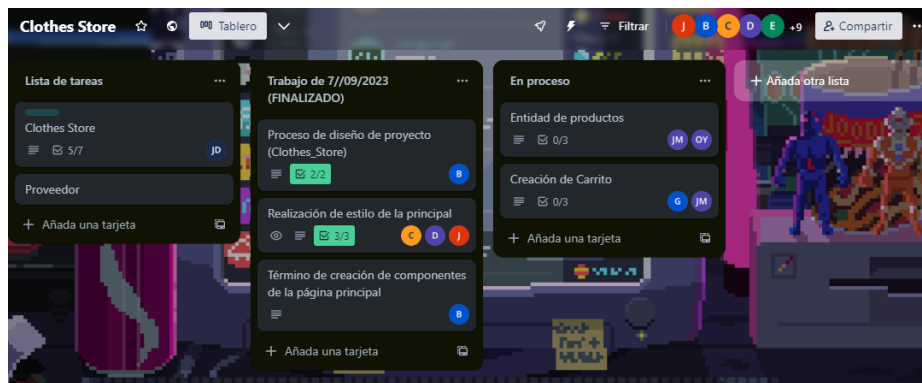 Clothes Store
Tablero
Filtrar
J B C D E +9
Compartir
Lista de tareas
Clothes Store
5/7
JD
Proveedor
+ Añada una tarjeta
Trabajo de 7//09/2023
(FINALIZADO)
Proceso de diseño de proyecto
(Clothes_Store)
2/2
B
Realización de estilo de la principal
3/3
C D J
Término de creación de componentes
de la página principal
B
+ Añada una tarjeta
En proceso
Entidad de productos
0/3
JM OY
Creación de Carrito
0/3
G JM
+ Añada una tarjeta
+ Añada otra lista